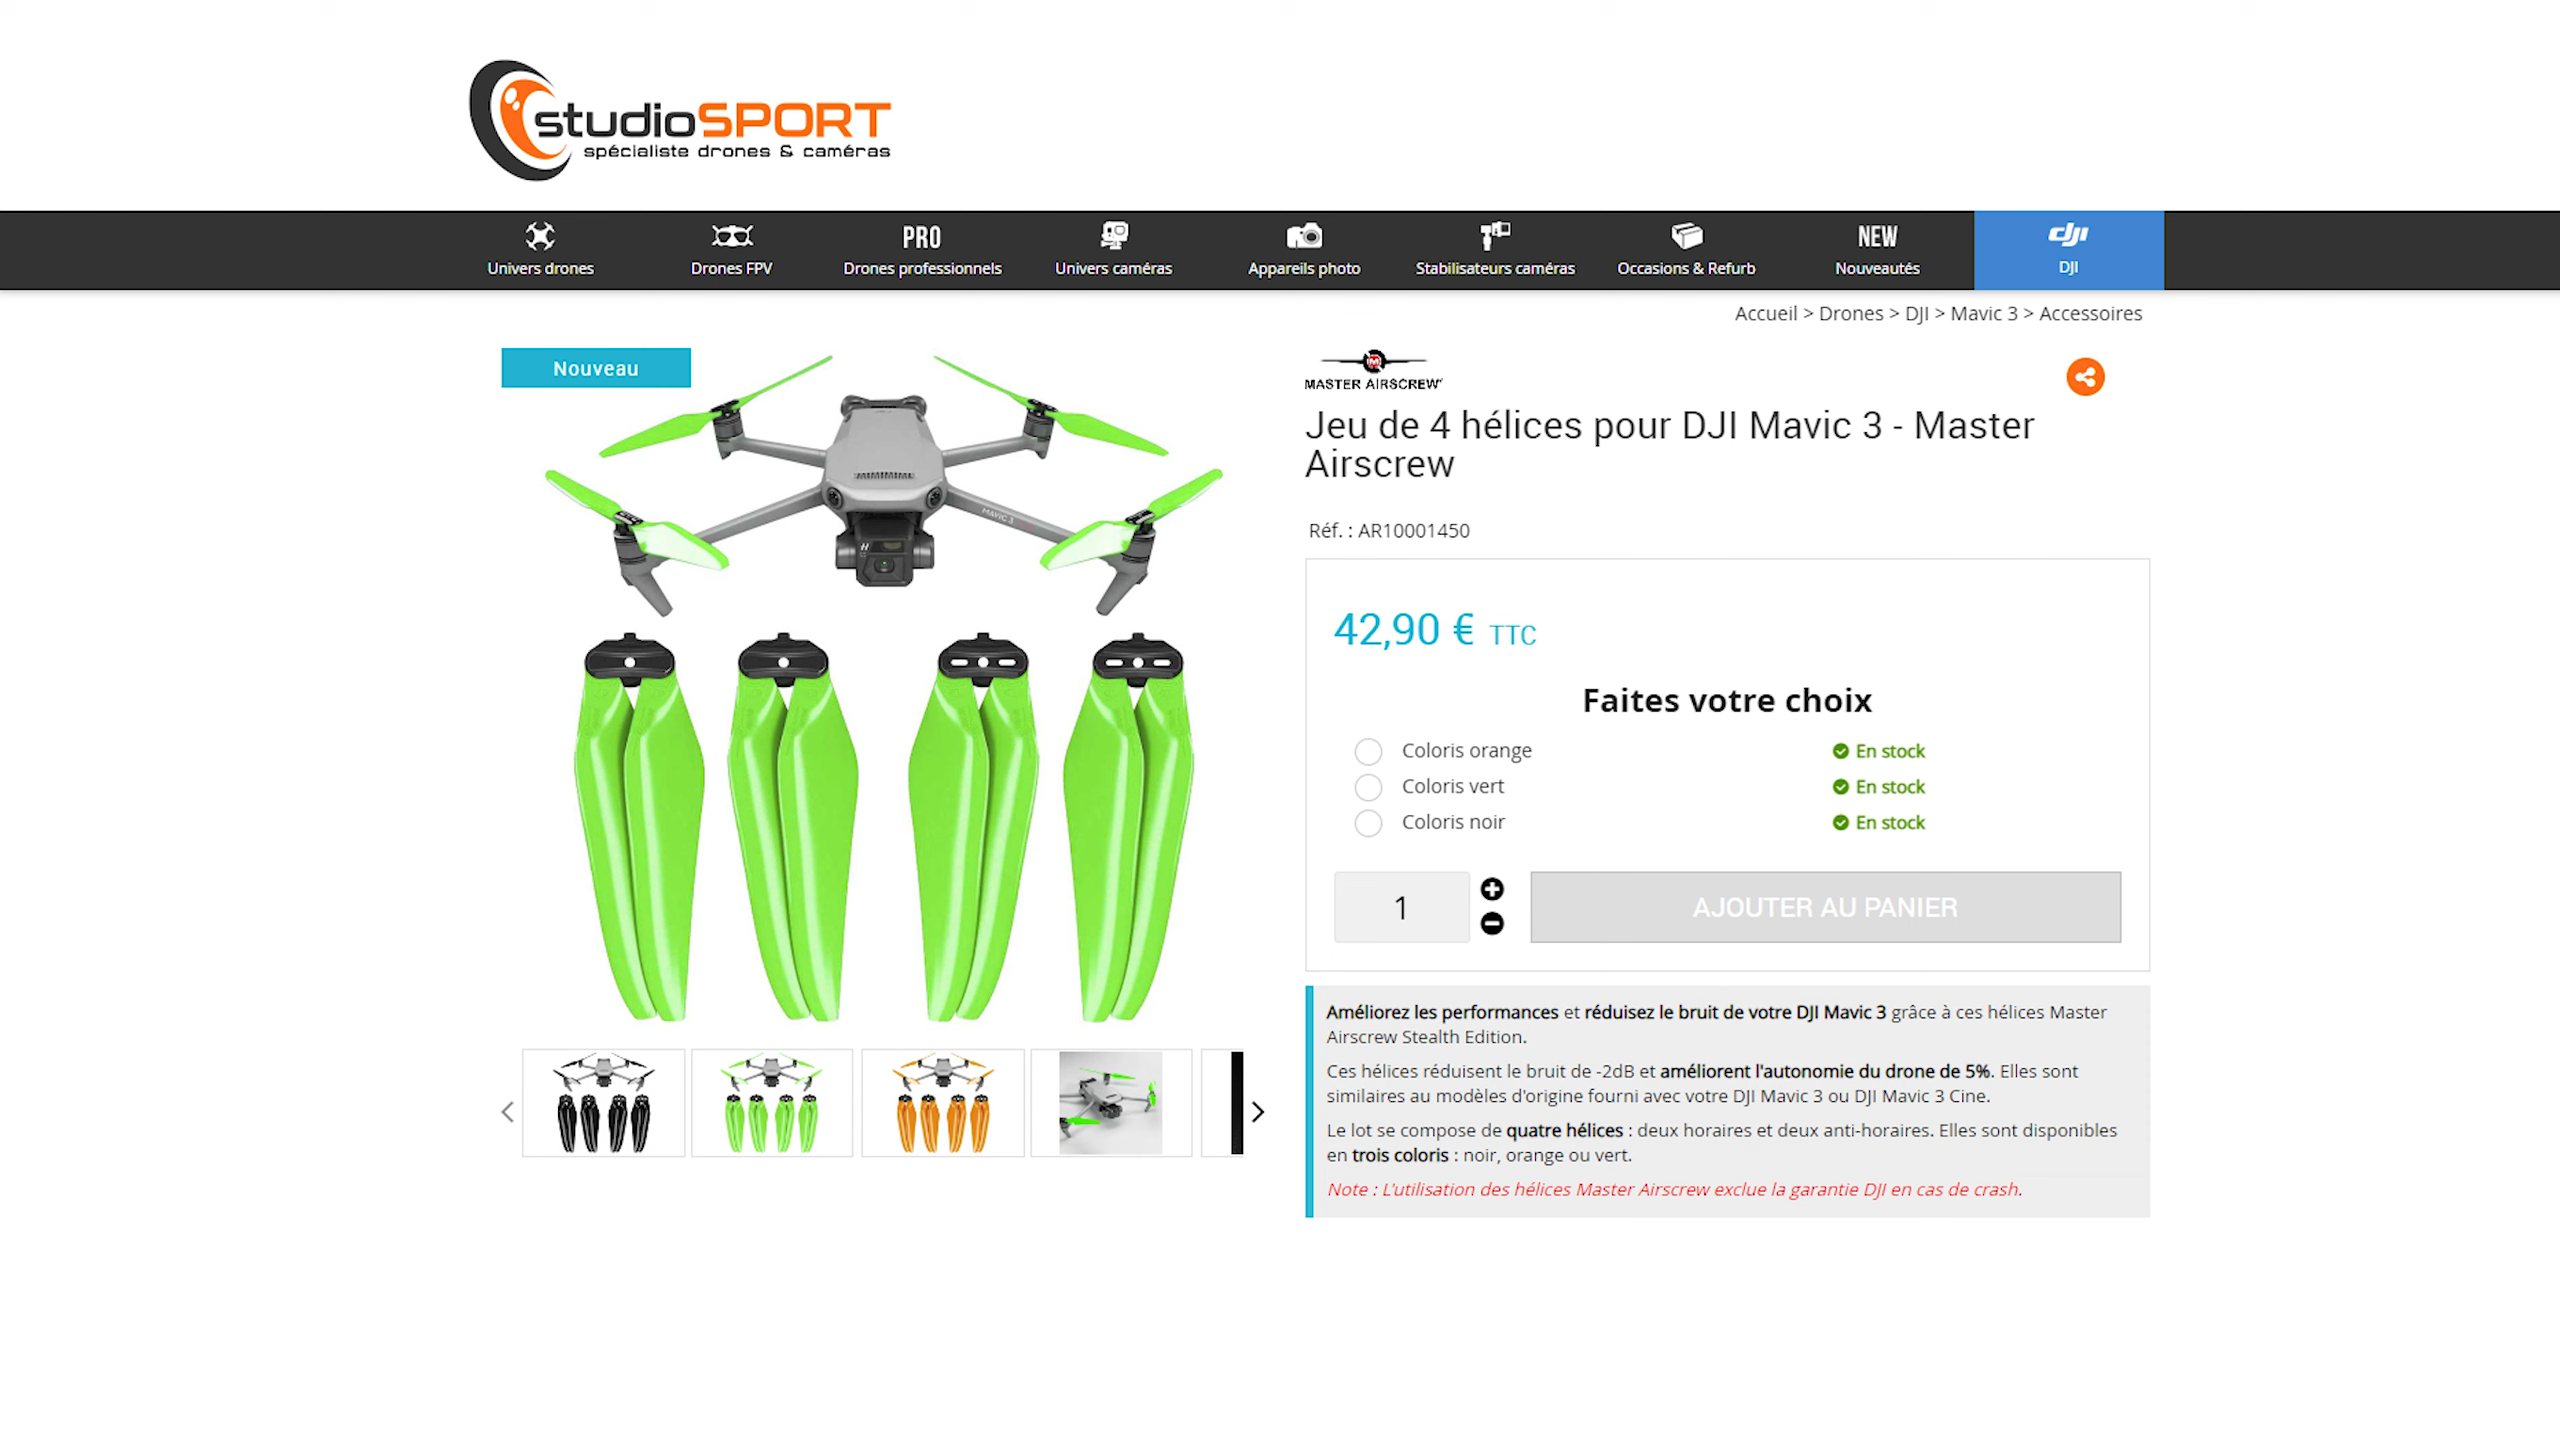 studioSPORT
spécialiste drones & caméras
Univers drones
Drones FPV
PRO
Drones professionnels
Univers caméras
Appareils photo
Stabilisateurs caméras
Occasions & Refurb
NEW
Nouveautés
dji
DJI
Accueil > Drones > DJI > Mavic 3 > Accessoires
Nouveau
MAVIC 3
MASTER AIRSCREW
Jeu de 4 hélices pour DJI Mavic 3 - Master
Airscrew
Réf. : AR10001450
42,90 € TTC
Faites votre choix
Coloris orange En stock
Coloris vert En stock
Coloris noir En stock
1
AJOUTER AU PANIER
Améliorez les performances et réduisez le bruit de votre DJI Mavic 3 grâce à ces hélices Master
Airscrew Stealth Edition.
Ces hélices réduisent le bruit de -2dB et améliorent l'autonomie du drone de 5%. Elles sont
similaires au modèles d'origine fourni avec votre DJI Mavic 3 ou DJI Mavic 3 Cine.
Le lot se compose de quatre hélices : deux horaires et deux anti-horaires. Elles sont disponibles
en trois coloris : noir, orange ou vert.
Note : L'utilisation des hélices Master Airscrew exclue la garantie DJI en cas de crash.